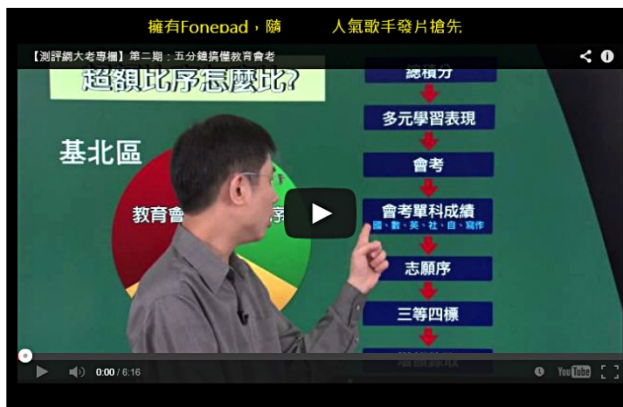 擁有Fonepad，隨
人氣歌手發片搶先
【測評網大老專欄】第二期：五分鐘搞懂教育會考
超額比序怎麼比?
總積分
多元學習表現
基北區
會考
教育會
序
會考單科成績
國、數、英、社、自、寫作
志願序
三等四標
0:00 / 6:16
YouTube